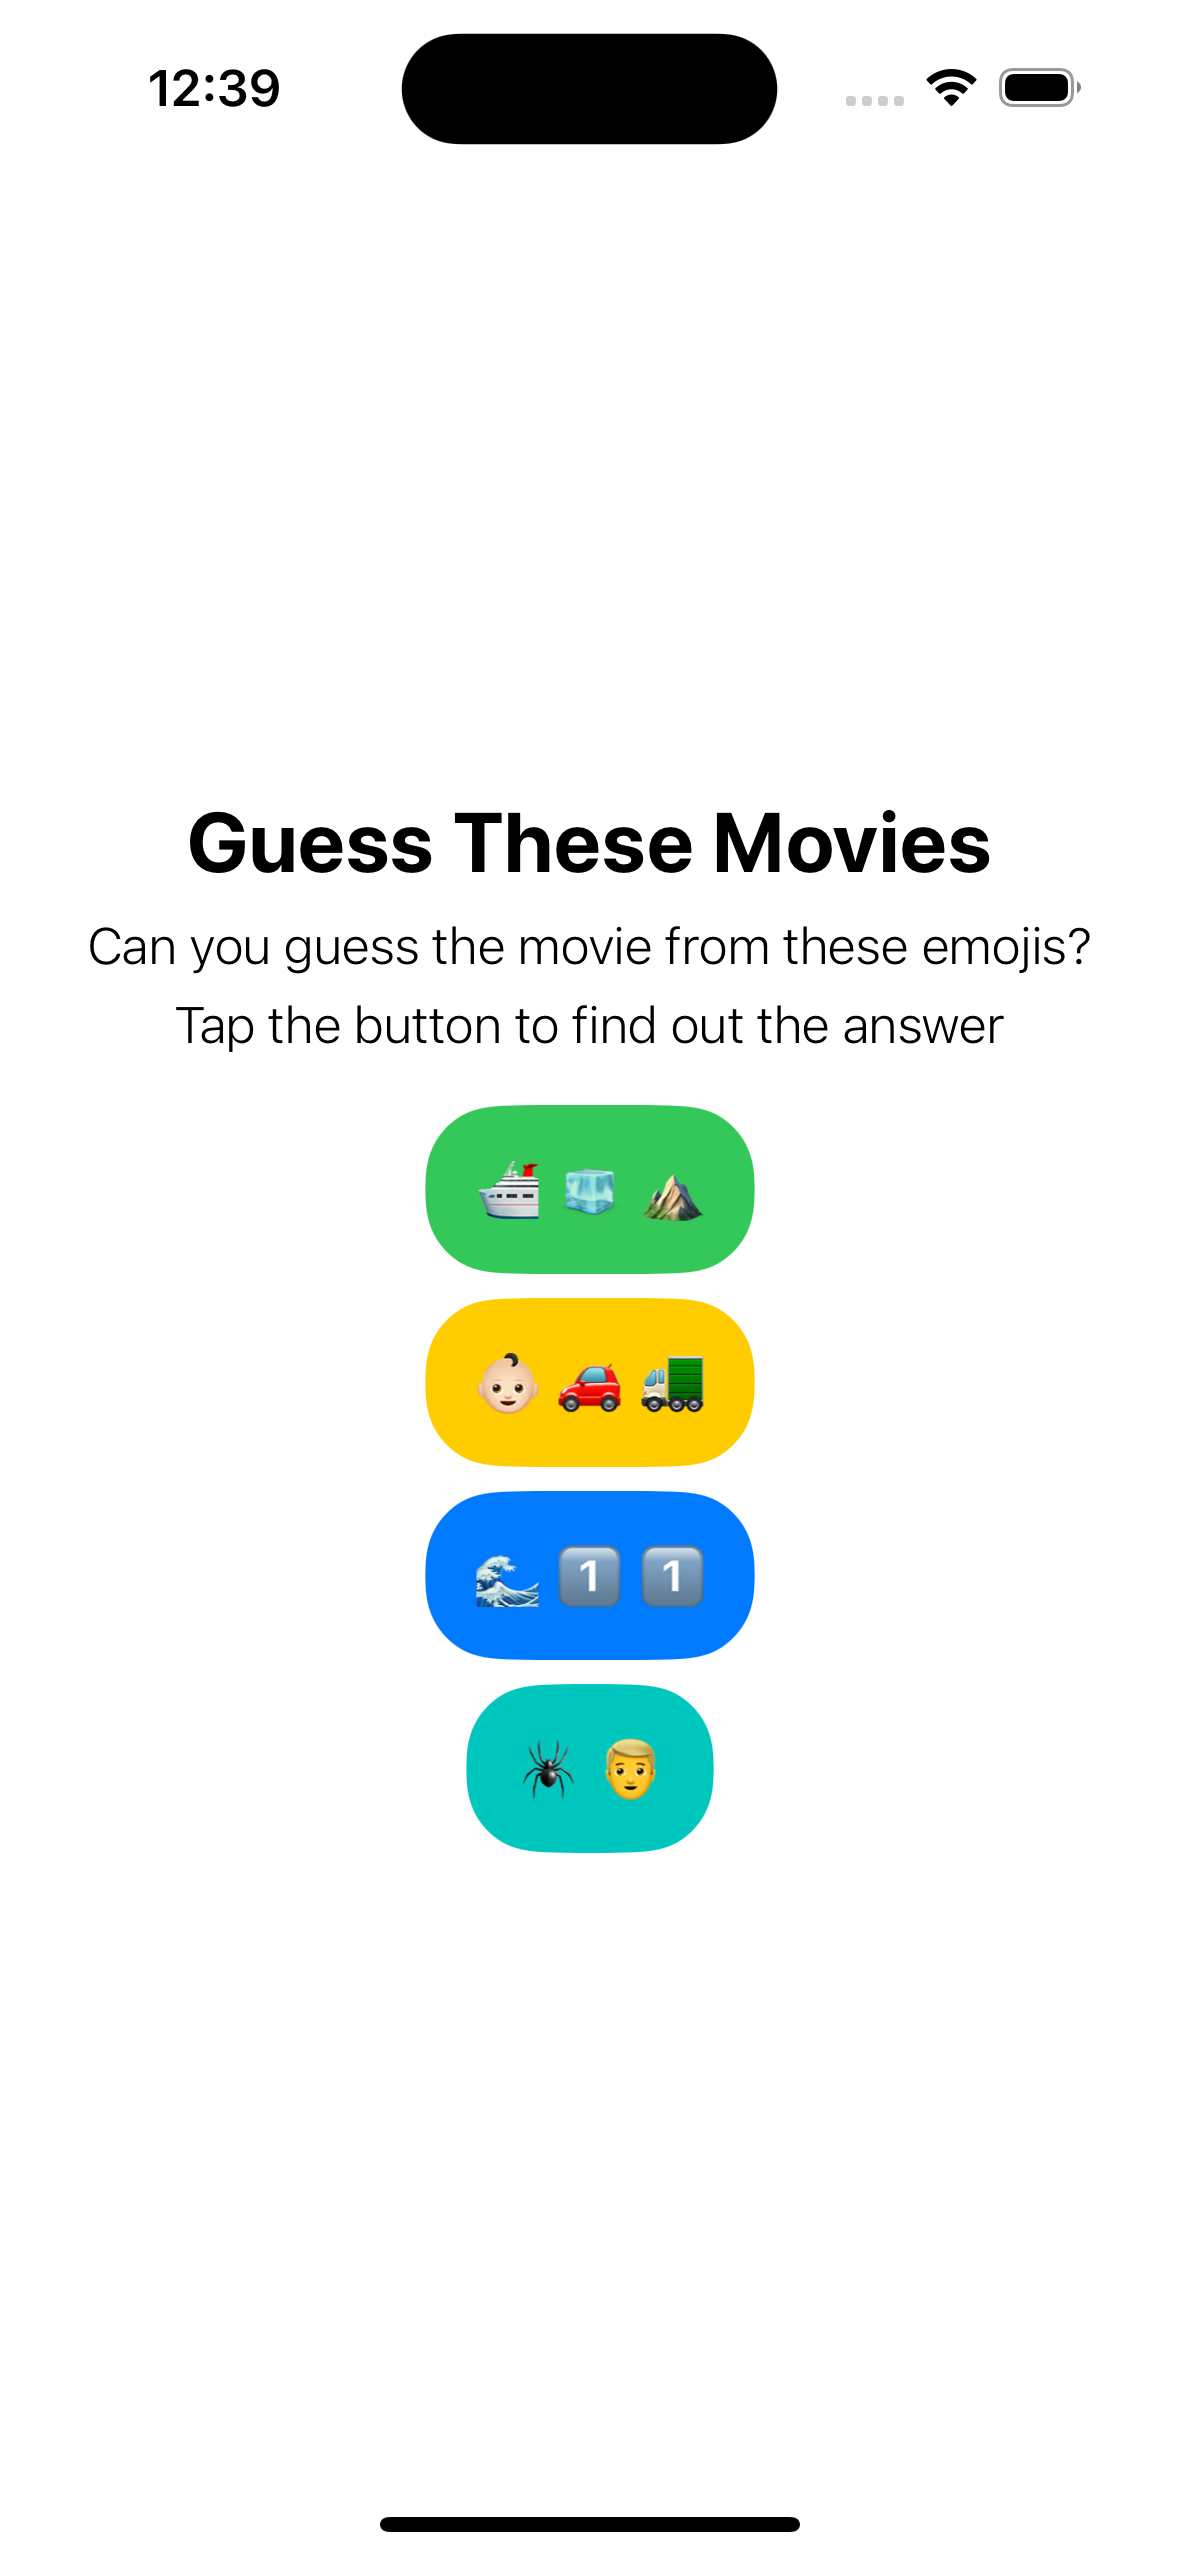 12:39
Guess These Movies
Can you guess the movie from these emojis?
Tap the button to find out the answer
🛳️ 🧊 ⛰️
👶🏻 🚗 🚛
🌊 1️⃣ 1️⃣
🕷️ 👱‍♂️